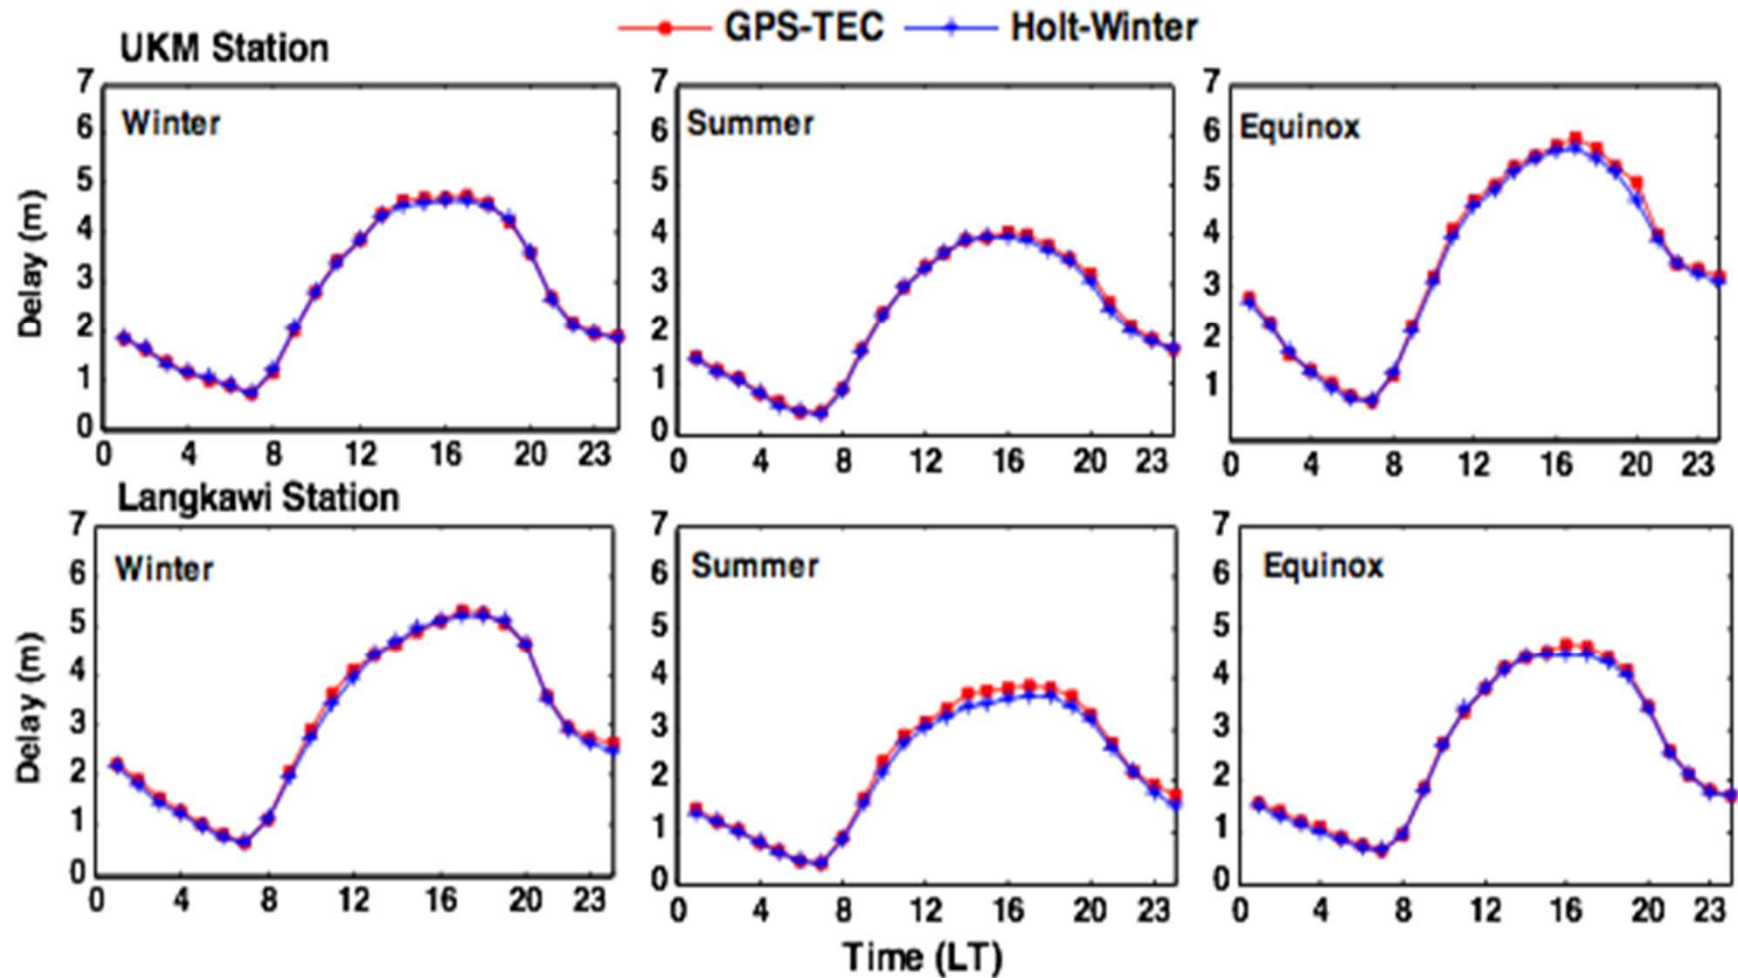 GPS-TEC Holt-Winter
UKM Station
Winter
Summer
Equinox
Delay (m)
7
6
5
4
3
2
1
0
0 4 8 12 16 20 23
7
6
5
4
3
2
1
0
0 4 8 12 16 20 23
7
6
5
4
3
2
1
0 4 8 12 16 20 23
Langkawi Station
Winter
Summer
Equinox
Delay (m)
7
6
5
4
3
2
1
0
0 4 8 12 16 20 23
7
6
5
4
3
2
1
0
0 4 8 12 16 20 23
7
6
5
4
3
2
1
0
0 4 8 12 16 20 23
Time (LT)